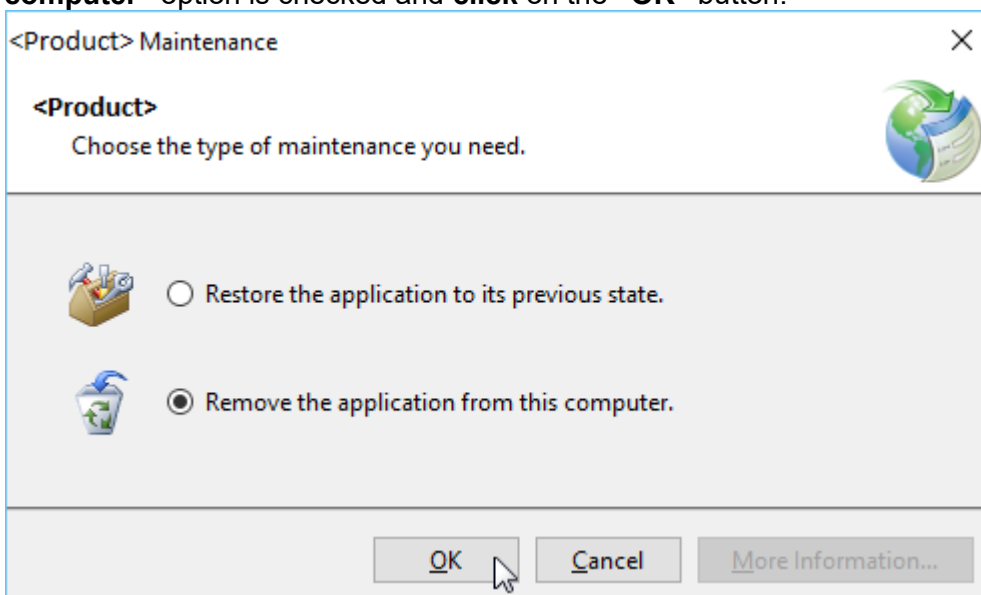 computer" option is checked and click on the "OK" button.
<Product> Maintenance
<Product>
Choose the type of maintenance you need.
Restore the application to its previous state.
Remove the application from this computer.
OK
Cancel
More Information...